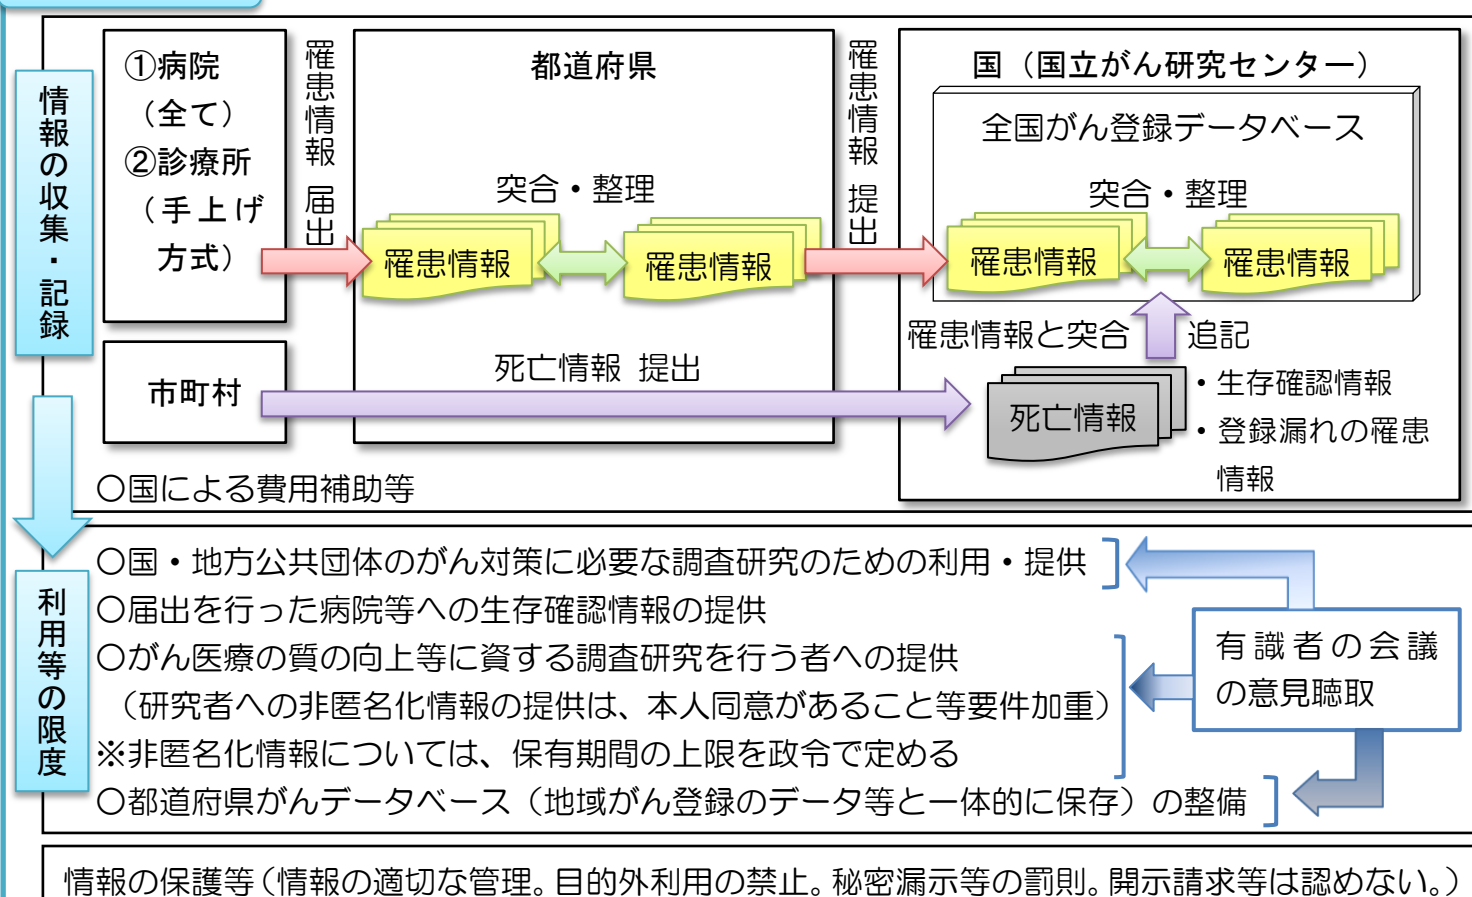 情報の収集・記録
①病院
（全て）
②診療所
（手上げ
方式）
罹患情報 届出
都道府県
突合・整理
罹患情報
罹患情報
罹患情報 提出
国（国立がん研究センター）
全国がん登録データベース
突合・整理
罹患情報
罹患情報
罹患情報と突合
追記
市町村
死亡情報 提出
死亡情報
・生存確認情報
・登録漏れの罹患
情報
〇国による費用補助等
利用等の限度
〇国・地方公共団体のがん対策に必要な調査研究のための利用・提供
〇届出を行った病院等への生存確認情報の提供
〇がん医療の質の向上等に資する調査研究を行う者への提供
（研究者への非匿名化情報の提供は、本人同意があること等要件加重）
※非匿名化情報については、保有期間の上限を政令で定める
〇都道府県がんデータベース（地域がん登録のデータ等と一体的に保存）の整備
有識者の会議
の意見聴取
情報の保護等（情報の適切な管理。目的外利用の禁止。秘密漏示等の罰則。開示請求等は認めない。）